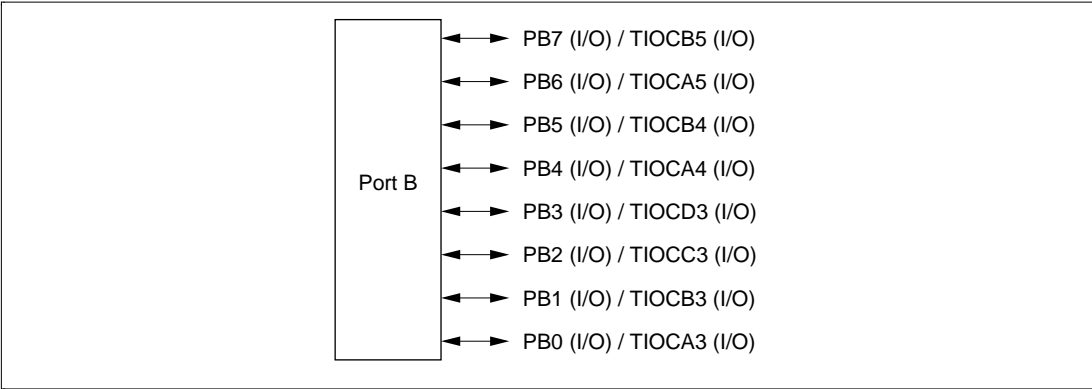 PB7 (I/O) / TIOCB5 (I/O)
PB6 (I/O) / TIOCA5 (I/O)
PB5 (I/O) / TIOCB4 (I/O)
PB4 (I/O) / TIOCA4 (I/O)
Port B
PB3 (I/O) / TIOCD3 (I/O)
PB2 (I/O) / TIOCC3 (I/O)
PB1 (I/O) / TIOCB3 (I/O)
PB0 (I/O) / TIOCA3 (I/O)